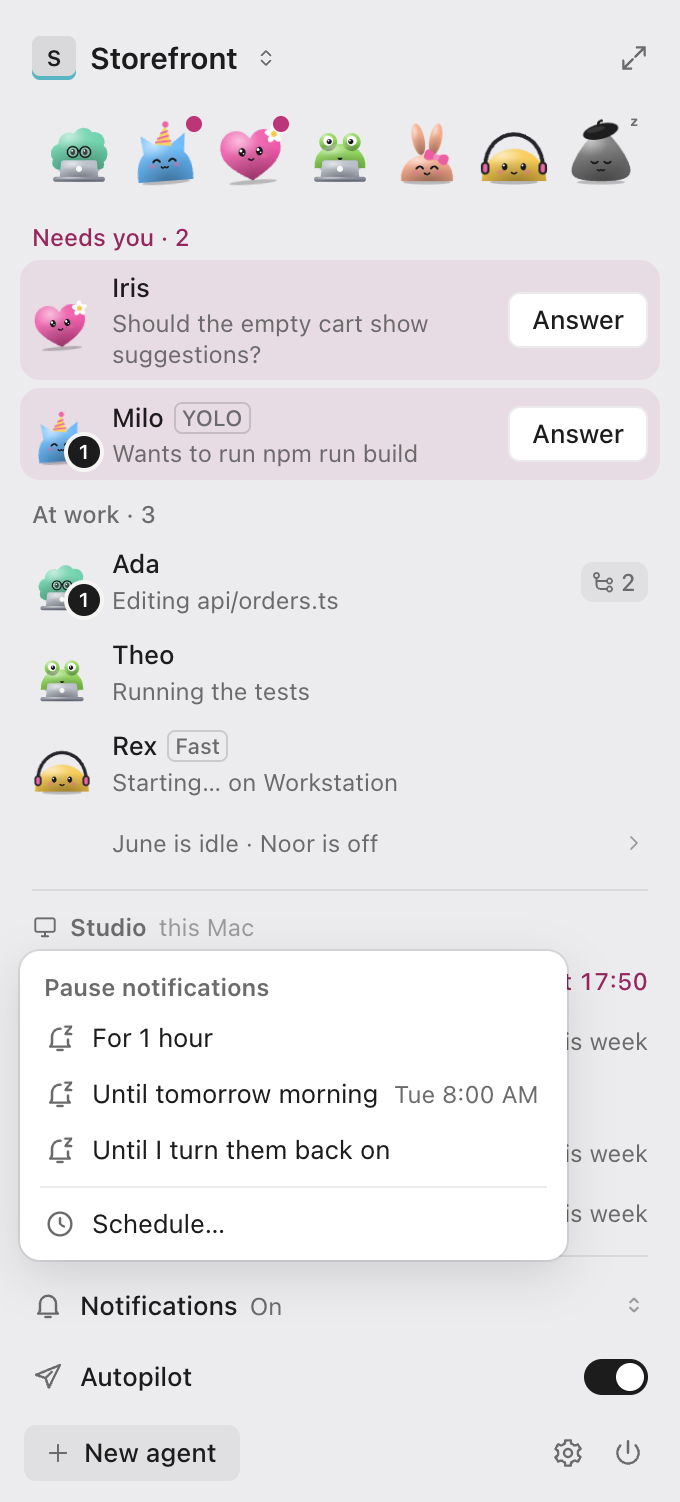 S Storefront
z
Needs you · 2
Iris
Should the empty cart show
suggestions?
Answer
Milo YOLO
1
Wants to run npm run build
Answer
At work · 3
Ada
1
Editing api/orders.ts
2
Theo
Running the tests
Rex Fast
Starting... on Workstation
June is idle · Noor is off
Studio this Mac
17:50
Pause notifications
For 1 hour
week
Until tomorrow morning Tue 8:00 AM
Until I turn them back on
week
week
Schedule...
Notifications On
Autopilot
+ New agent